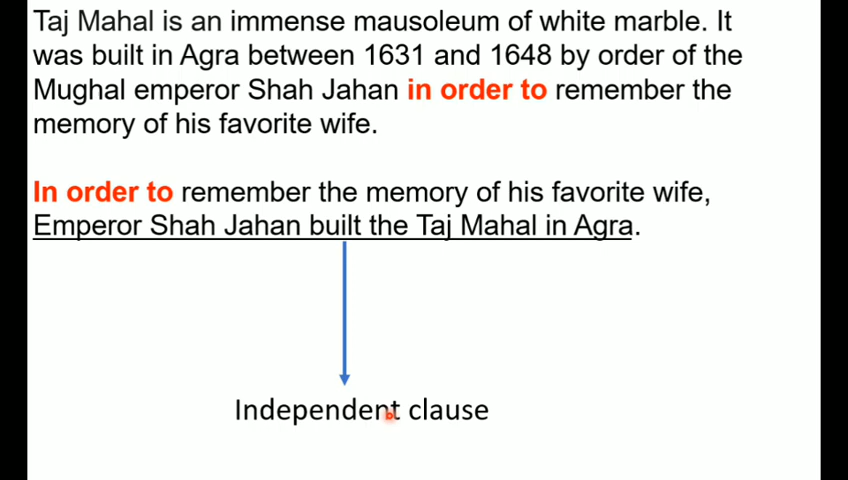 Taj Mahal is an immense mausoleum of white marble. It
was built in Agra between 1631 and 1648 by order of the
Mughal emperor Shah Jahan in order to remember the
memory of his favorite wife.
In order to remember the memory of his favorite wife,
Emperor Shah Jahan built the Taj Mahal in Agra.
Independent clause